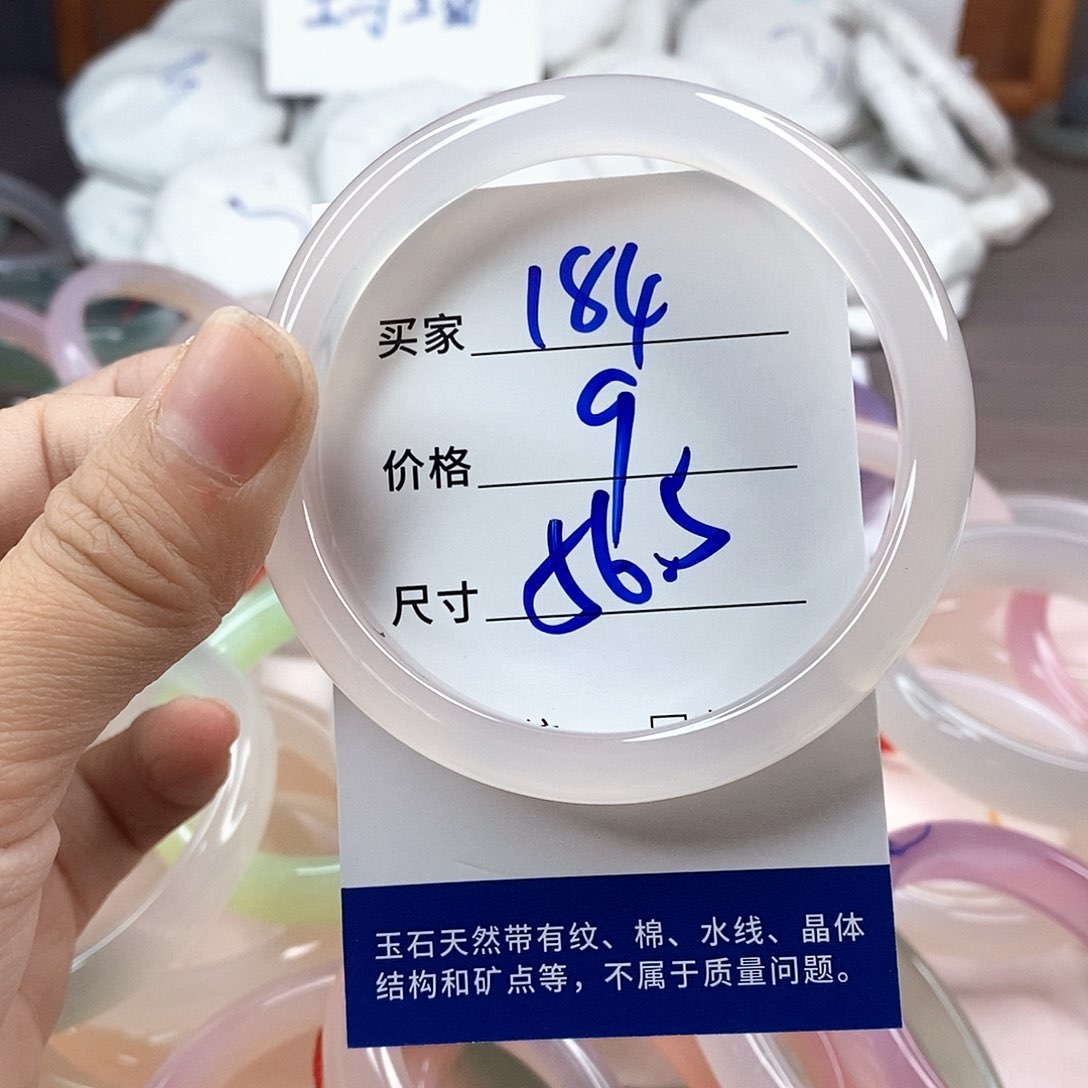 买家 184
价格 9
尺寸 56.5
玉石天然带有纹、棉、水线、晶体
结构和矿点等，不属于质量问题。